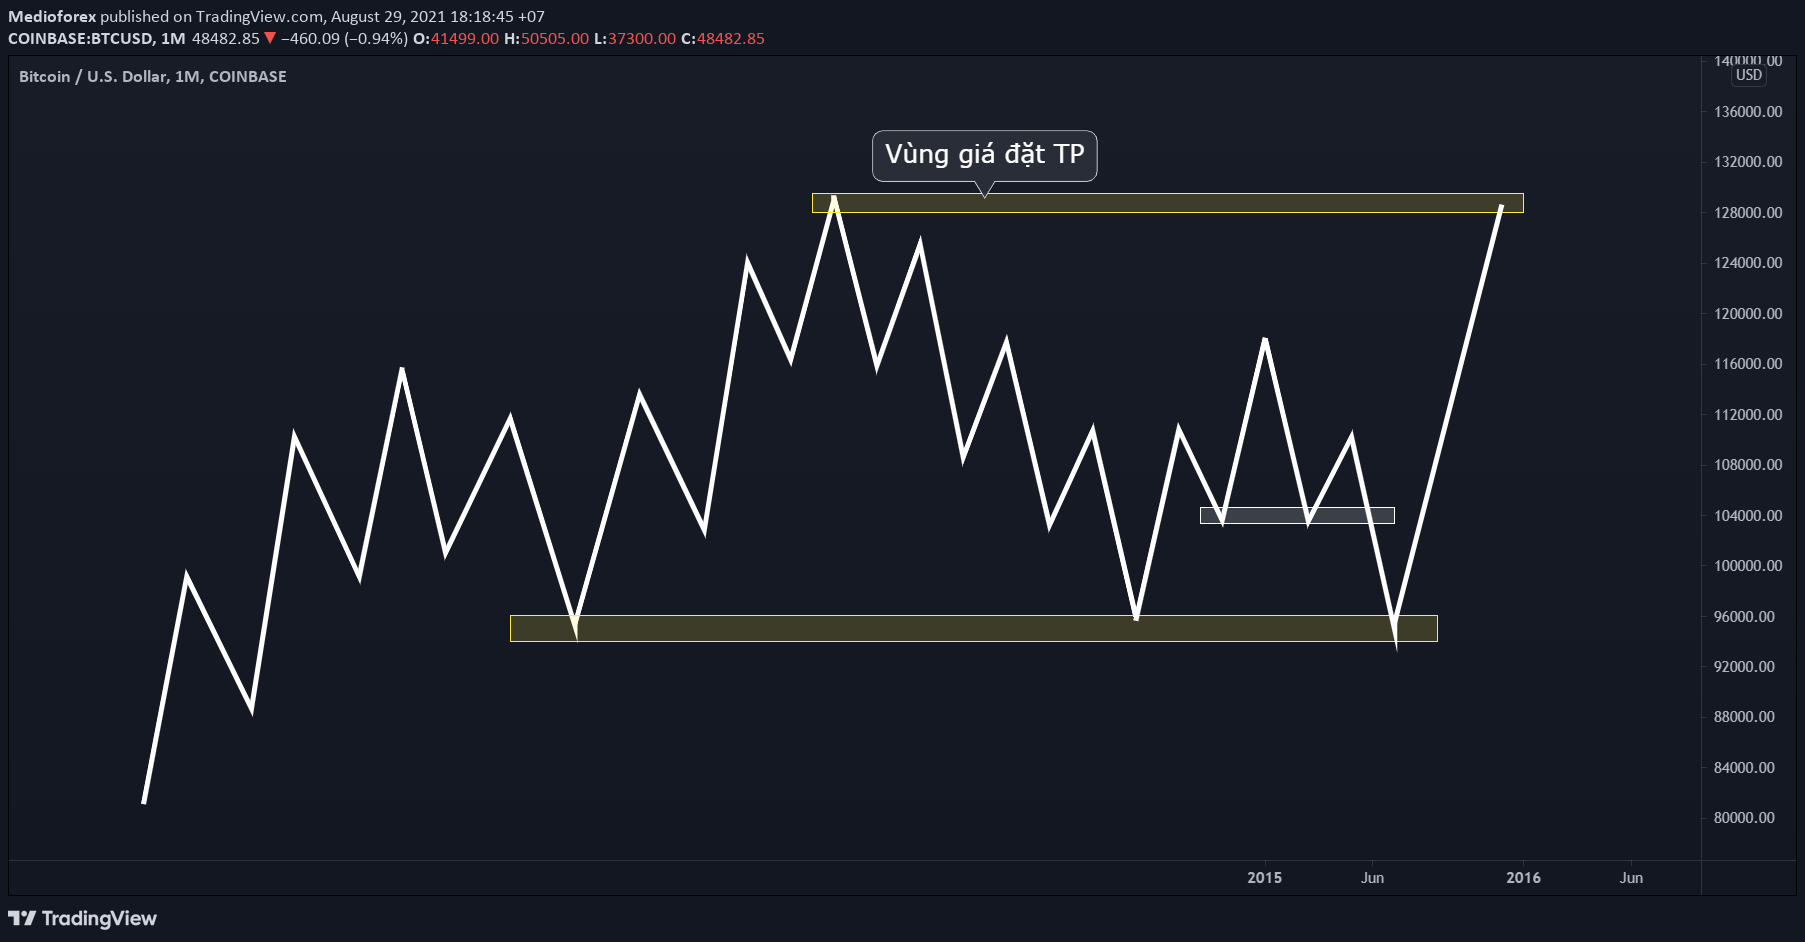 Medioforex published on TradingView.com, August 29, 2021 18:18:45 +07
COINBASE:BTCUSD, 1M 48482.85 ▼ −460.09 (−0.94%) O:41499.00 H:50505.00 L:37300.00 C:48482.85
Bitcoin / U.S. Dollar, 1M, COINBASE
140000.00
USD
136000.00
Vùng giá đặt TP
132000.00
128000.00
124000.00
120000.00
116000.00
112000.00
108000.00
104000.00
100000.00
96000.00
92000.00
88000.00
84000.00
80000.00
2015 Jun 2016 Jun
TradingView